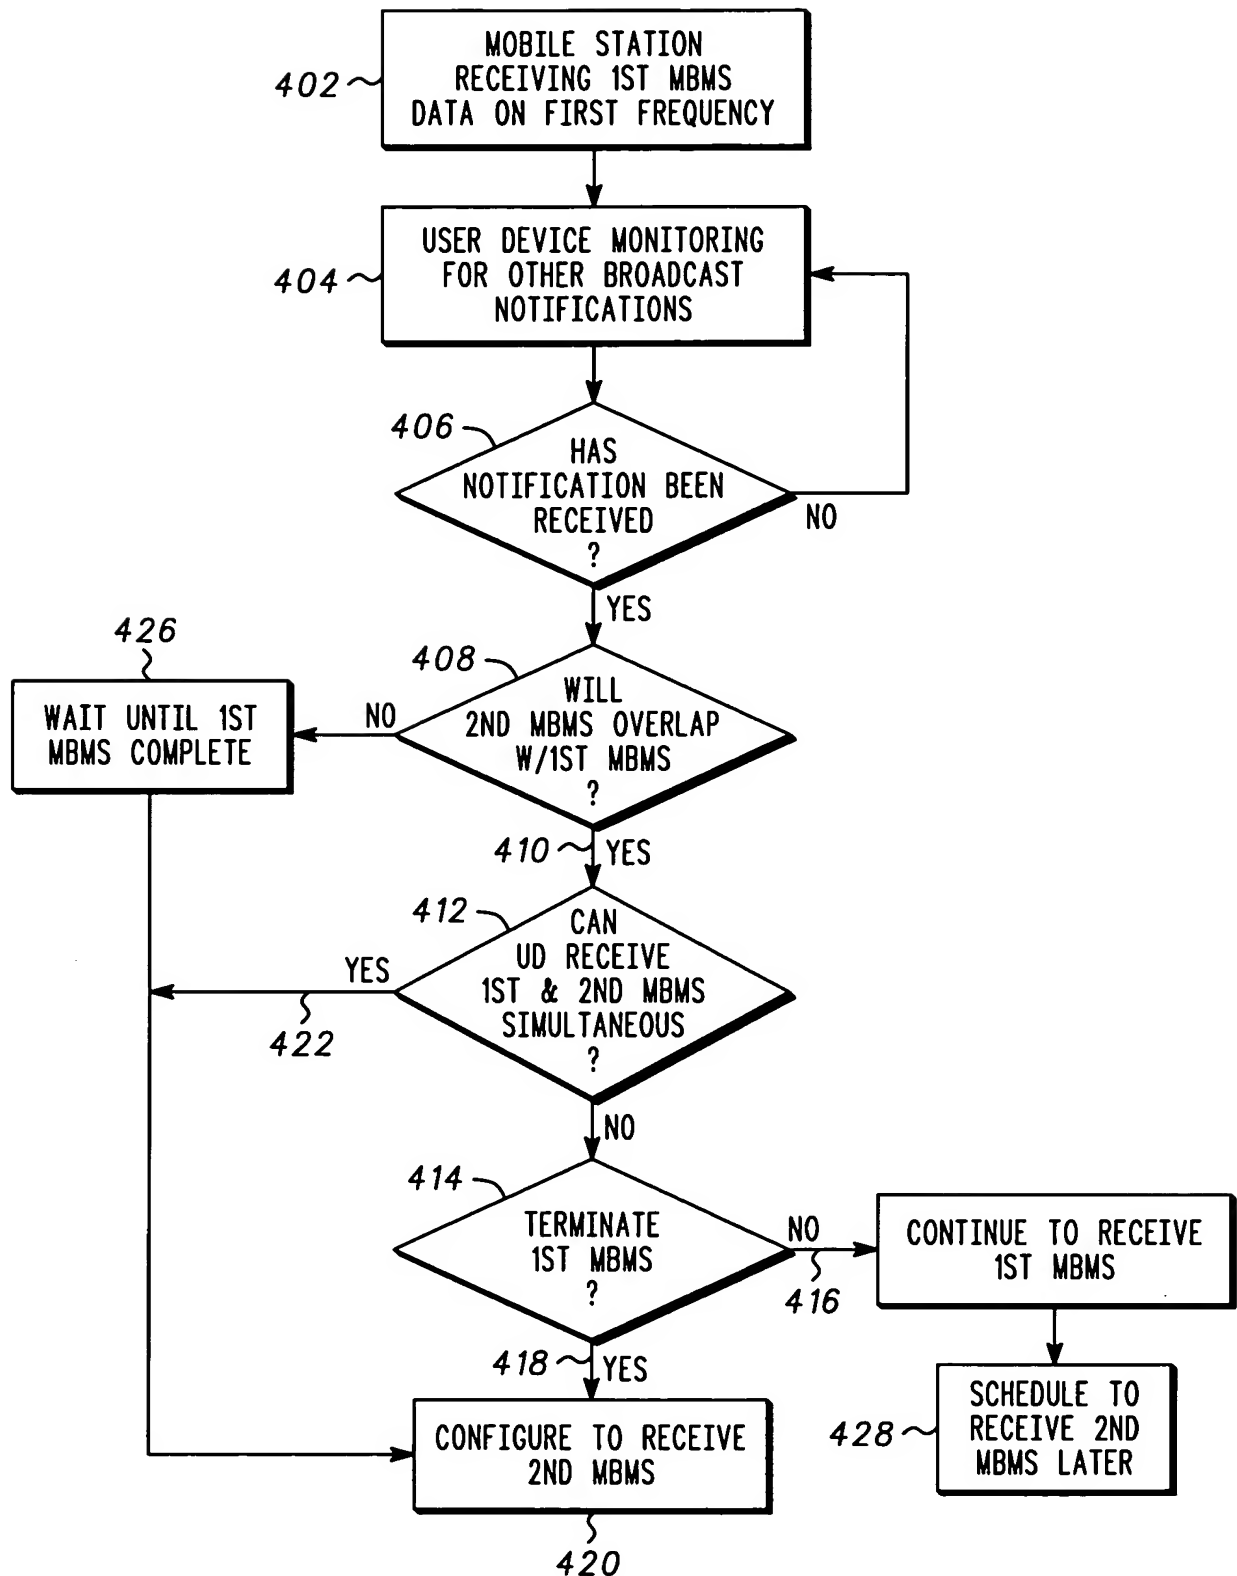 MOBILE STATION
RECEIVING 1ST MBMS
DATA ON FIRST FREQUENCY
402
USER DEVICE MONITORING
FOR OTHER BROADCAST
NOTIFICATIONS
404
406
HAS
NOTIFICATION BEEN
RECEIVED
?
NO
YES
426
WAIT UNTIL 1ST
MBMS COMPLETE
NO
408
WILL
2ND MBMS OVERLAP
W/1ST MBMS
?
410
YES
412
CAN
UD RECEIVE
1ST & 2ND MBMS
SIMULTANEOUS
?
YES
422
NO
414
TERMINATE
1ST MBMS
?
NO
416
CONTINUE TO RECEIVE
1ST MBMS
418
YES
CONFIGURE TO RECEIVE
2ND MBMS
420
428
SCHEDULE TO
RECEIVE 2ND
MBMS LATER